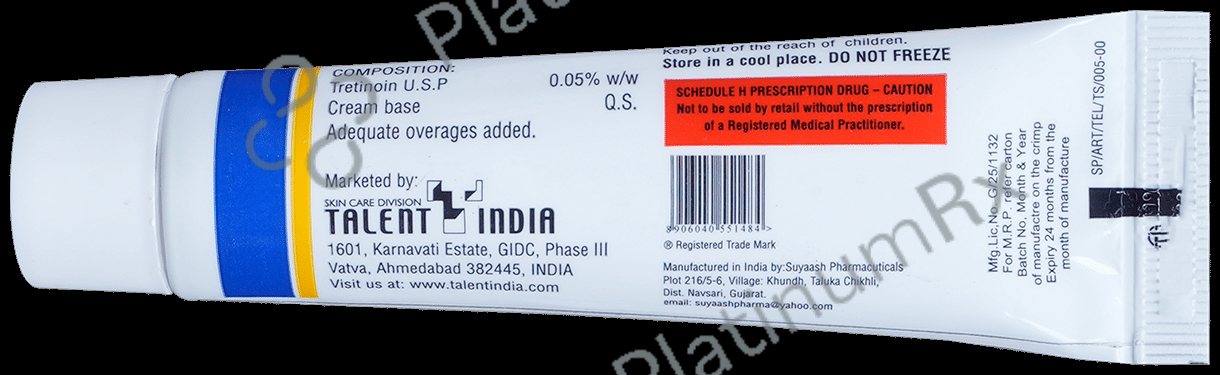 COMPOSITION:
Tretinoin U.S.P 0.05% w/w
Cream base Q.S.
Adequate overages added.
Marketed by:
SKIN CARE DIVISION
TALENT INDIA
1601, Karnavati Estate, GIDC, Phase III
Vatva, Ahmedabad 382445, INDIA
Visit us at: www.talentindia.com
Keep out of the reach of children.
Store in a cool place. DO NOT FREEZE
SCHEDULE H PRESCRIPTION DRUG – CAUTION
Not to be sold by retail without the prescription
of a Registered Medical Practitioner.
8906040551484>
® Registered Trade Mark
Manufactured in India by:Suyaash Pharmacuticals
Plot 216/5-6, Village: Khundh, Taluka Chikhli,
Dist. Navsari, Gujarat.
email: suyaashpharma@yahoo.com
Mfg.Lic.No. G/25/1132
For M.R.P. refer carton
Batch No, Month & Year
of manufactre on the crimp
Expiry 24 months from the
month of manufacture
SP/ART/TEL/TS/005-00
PlatinumRx